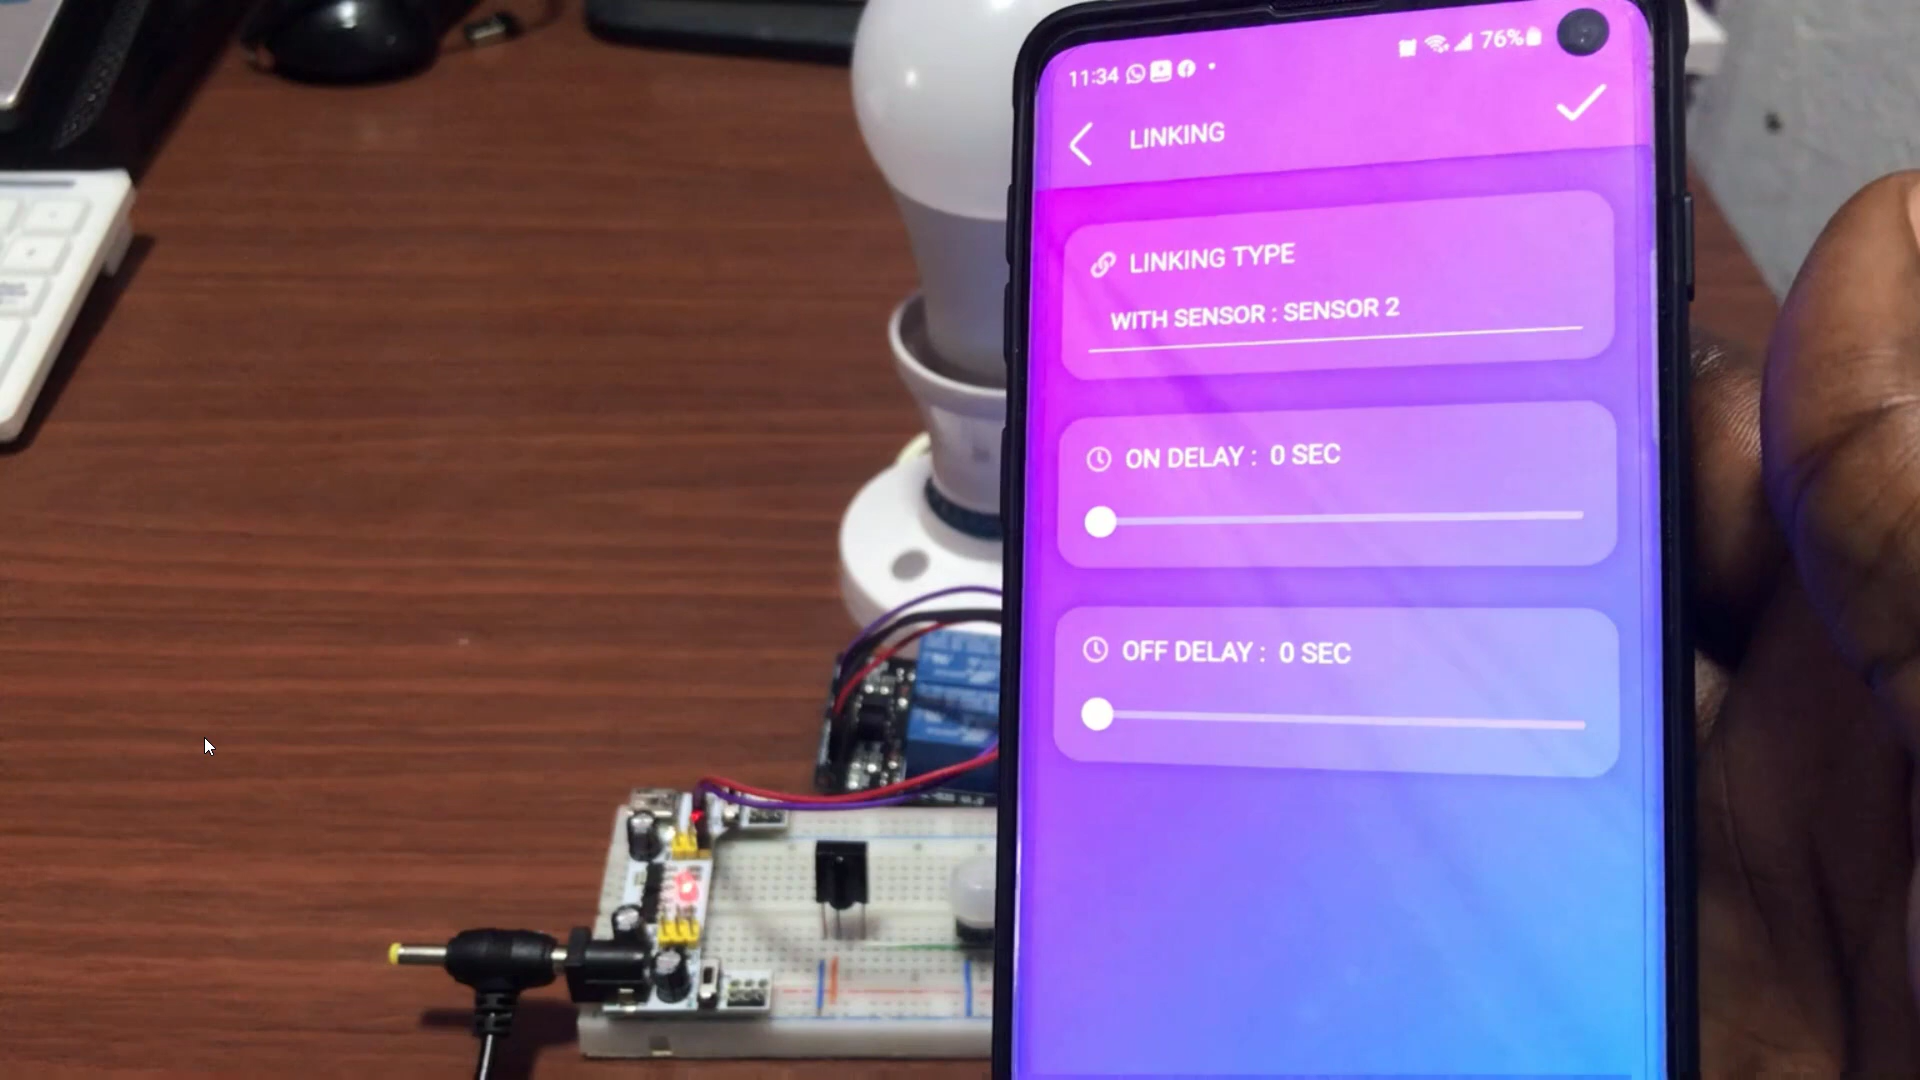 11:34
76%
LINKING
LINKING TYPE
WITH SENSOR : SENSOR 2
ON DELAY : 0 SEC
OFF DELAY : 0 SEC